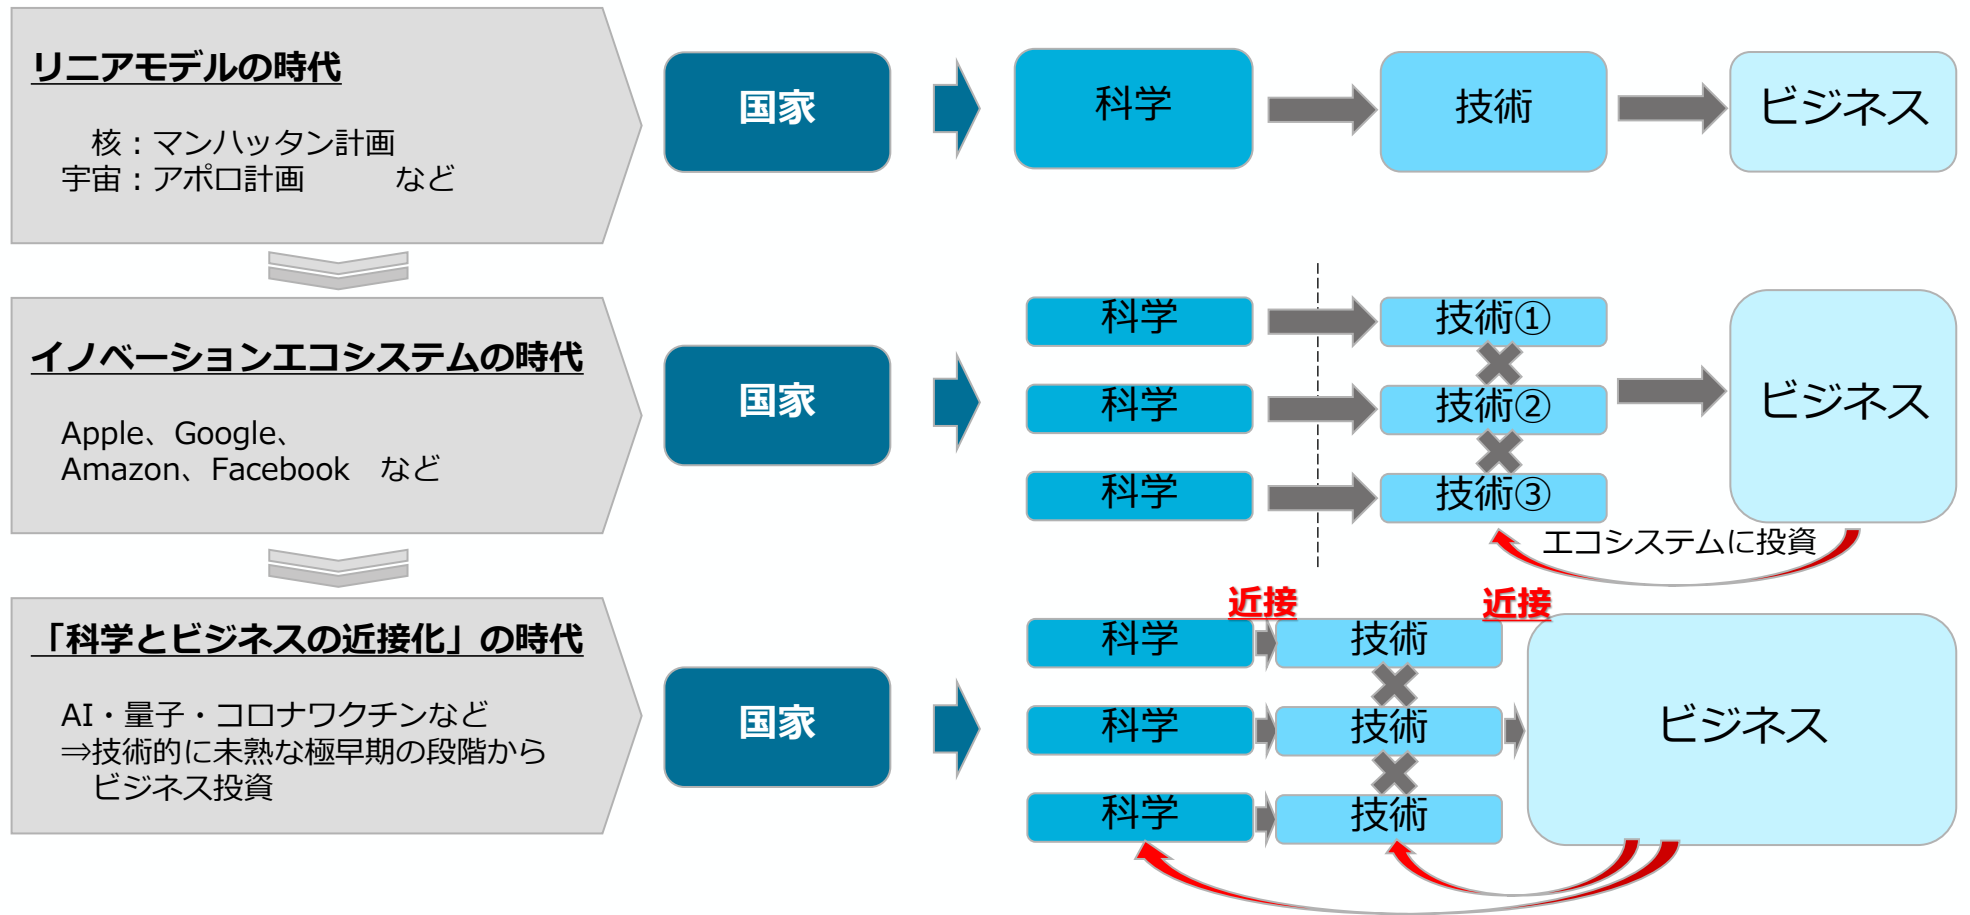 リニアモデルの時代
核：マンハッタン計画
宇宙：アポロ計画　　　など
国家
科学
技術
ビジネス
イノベーションエコシステムの時代
Apple、Google、
Amazon、Facebook　など
国家
科学
技術①
科学
技術②
科学
技術③
ビジネス
エコシステムに投資
「科学とビジネスの近接化」の時代
AI・量子・コロナワクチンなど
⇒技術的に未熟な極早期の段階から
ビジネス投資
国家
近接
近接
科学
技術
科学
技術
科学
技術
ビジネス